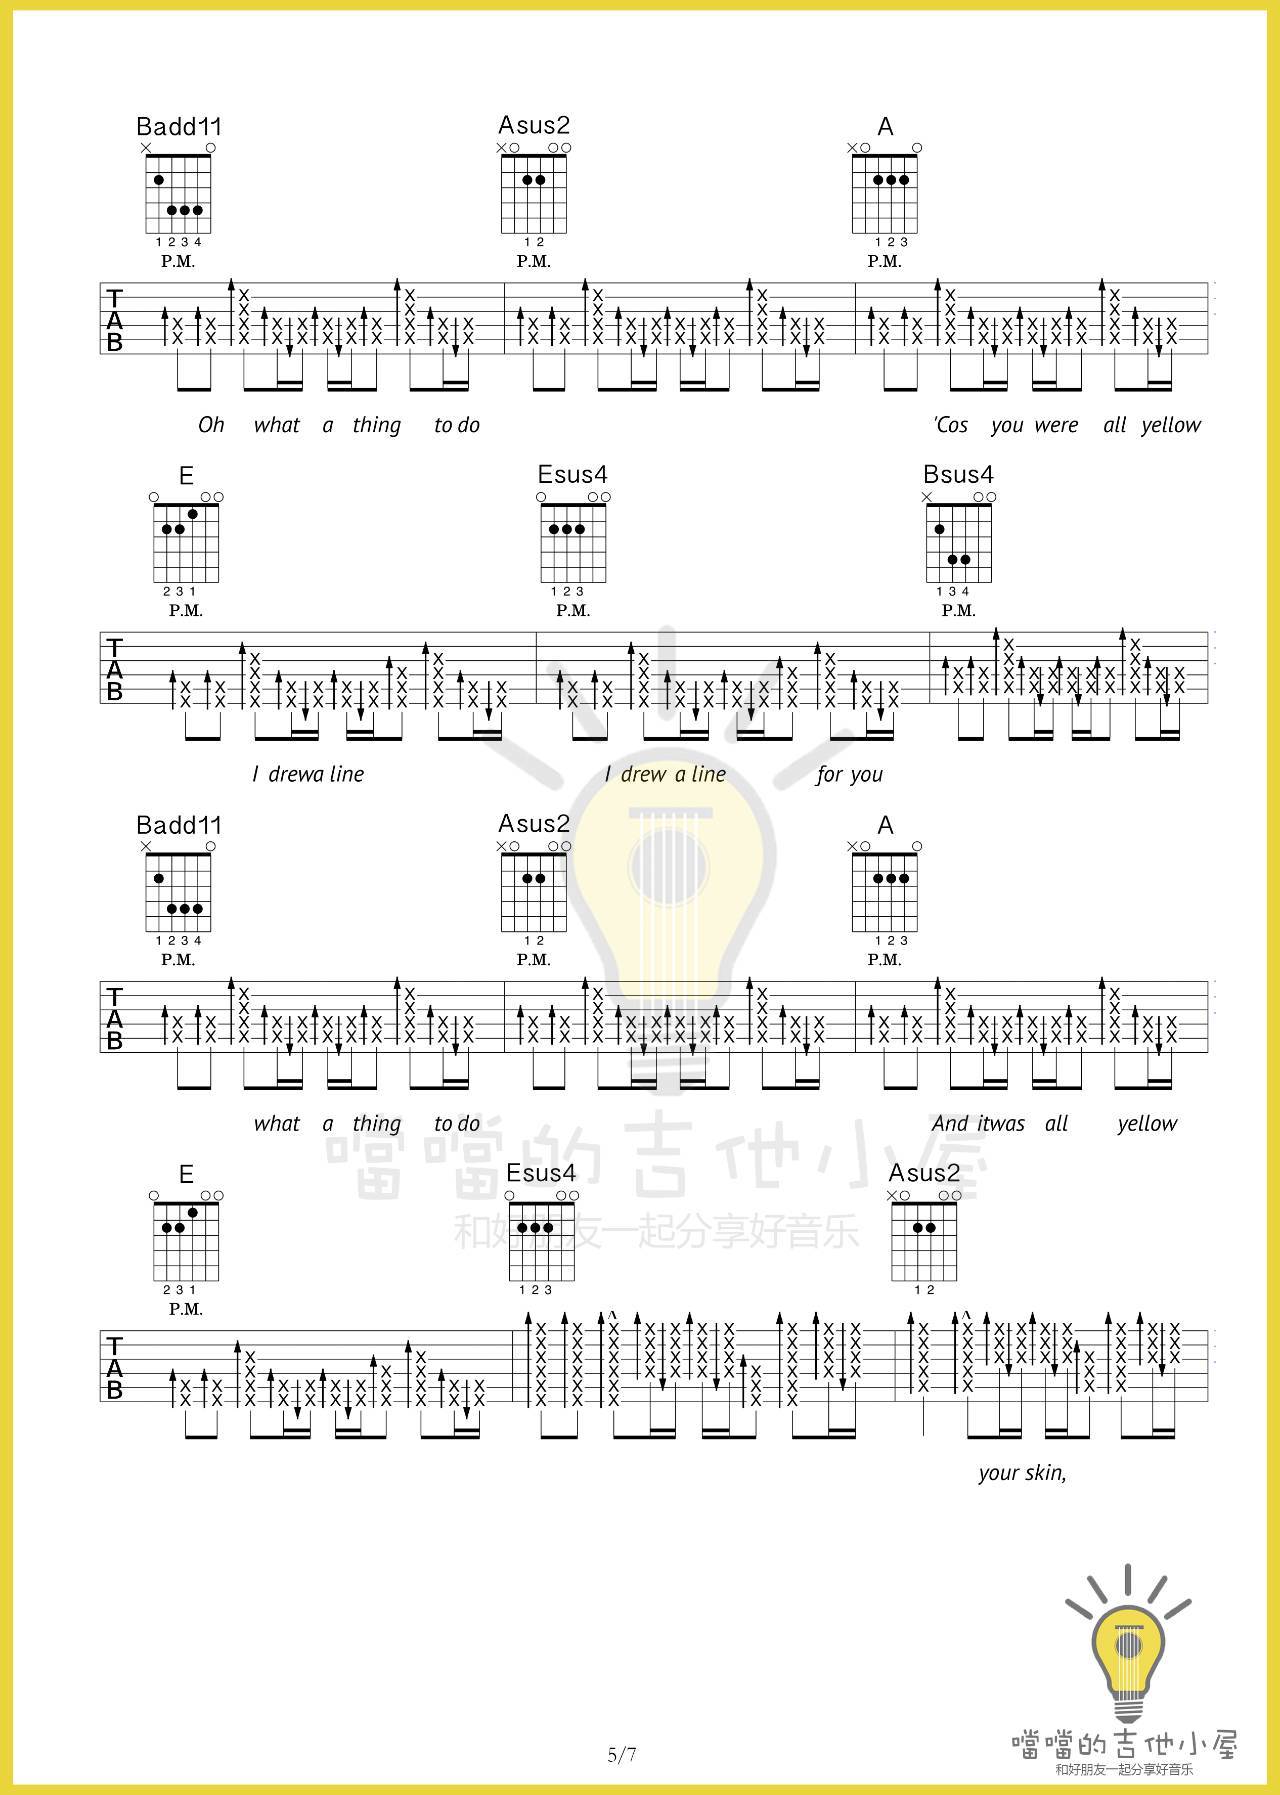 Badd11 Asus2 A
1 2 3 4 1 2 1 2 3
P.M. P.M. P.M.
T
A
B
Oh what a thing to do 'Cos you were all yellow
E Esus4 Bsus4
2 3 1 1 2 3 1 3 4
P.M. P.M. P.M.
T
A
B
I drewa line I drew a line for you
Badd11 Asus2 A
1 2 3 4 1 2 1 2 3
P.M. P.M. P.M.
T
A
B
what a thing to do And itwas all yellow
噹噹的吉他小屋
E Esus4 Asus2
和好朋友一起分享好音乐
2 3 1 1 2 3 1 2
P.M.
T
A
B
your skin,
噹噹的吉他小屋
和好朋友一起分享好音乐
5/7